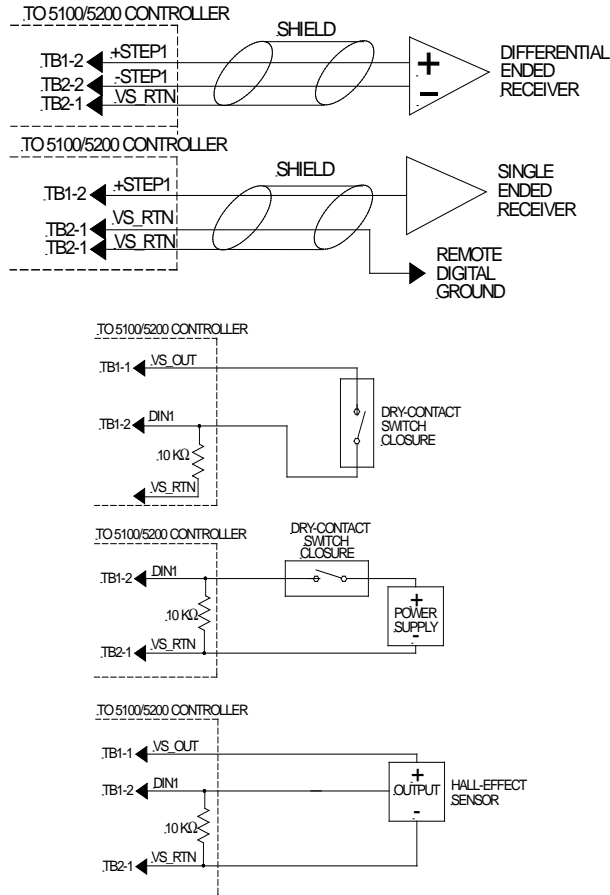 .TO 5100/5200 CONTROLLER
.SHIELD
.TB1-2 .+STEP1
.TB2-2 .-STEP1
.TB2-1 .VS_RTN
+
-
DIFFERENTIAL
ENDED
RECEIVER
.TO 5100/5200 CONTROLLER
.SHIELD
.TB1-2 .+STEP1
.TB2-1 .VS_RTN
.TB2-1 .VS_RTN
SINGLE
ENDED
RECEIVER
REMOTE
DIGITAL
GROUND
.TO 5100/5200 CONTROLLER
.TB1-1 .VS_OUT
.TB1-2 .DIN1
.10 KΩ
.VS_RTN
DRY-CONTACT
SWITCH
CLOSURE
.TO 5100/5200 CONTROLLER
.TB1-2 .DIN1
.10 KΩ
.TB2-1 .VS_RTN
DRY-CONTACT
SWITCH
CLOSURE
+
POWER
SUPPLY
-
.TO 5100/5200 CONTROLLER
.TB1-1 .VS_OUT
.TB1-2 .DIN1
.10 KΩ
.TB2-1 .VS_RTN
+
OUTPUT
-
HALL-EFFECT
SENSOR